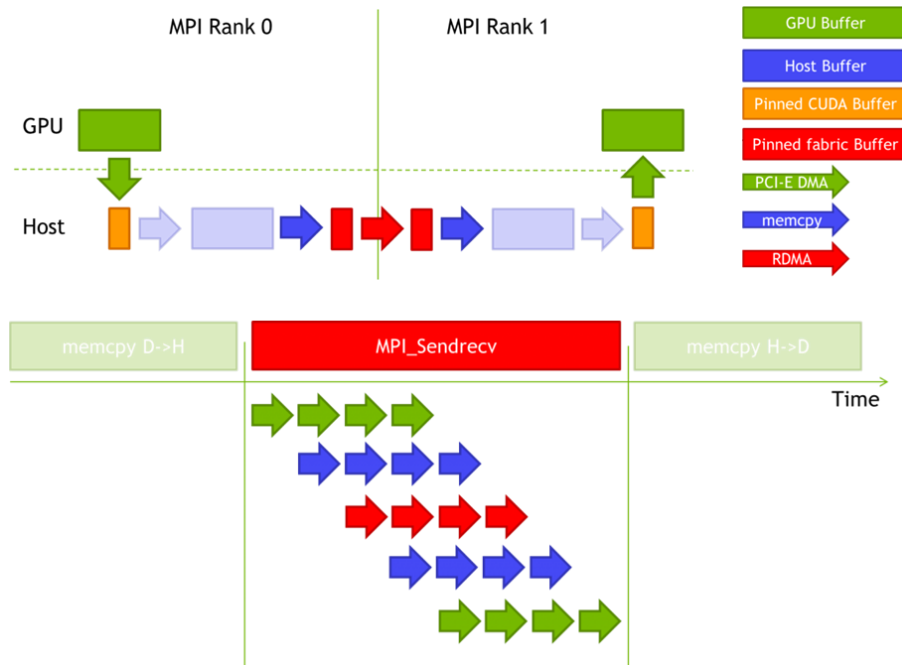 MPI Rank 0
MPI Rank 1
GPU Buffer
Host Buffer
Pinned CUDA Buffer
Pinned fabric Buffer
PCI-E DMA
memcpy
RDMA
GPU
Host
memcpy D->H
MPI_Sendrecv
memcpy H->D
Time